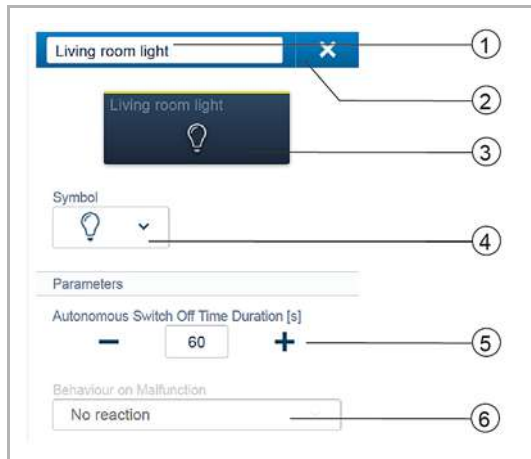 Living room light
1
2
Living room light
3
Symbol
4
Parameters
Autonomous Switch Off Time Duration [s]
60
5
Behaviour on Malfunction
No reaction
6